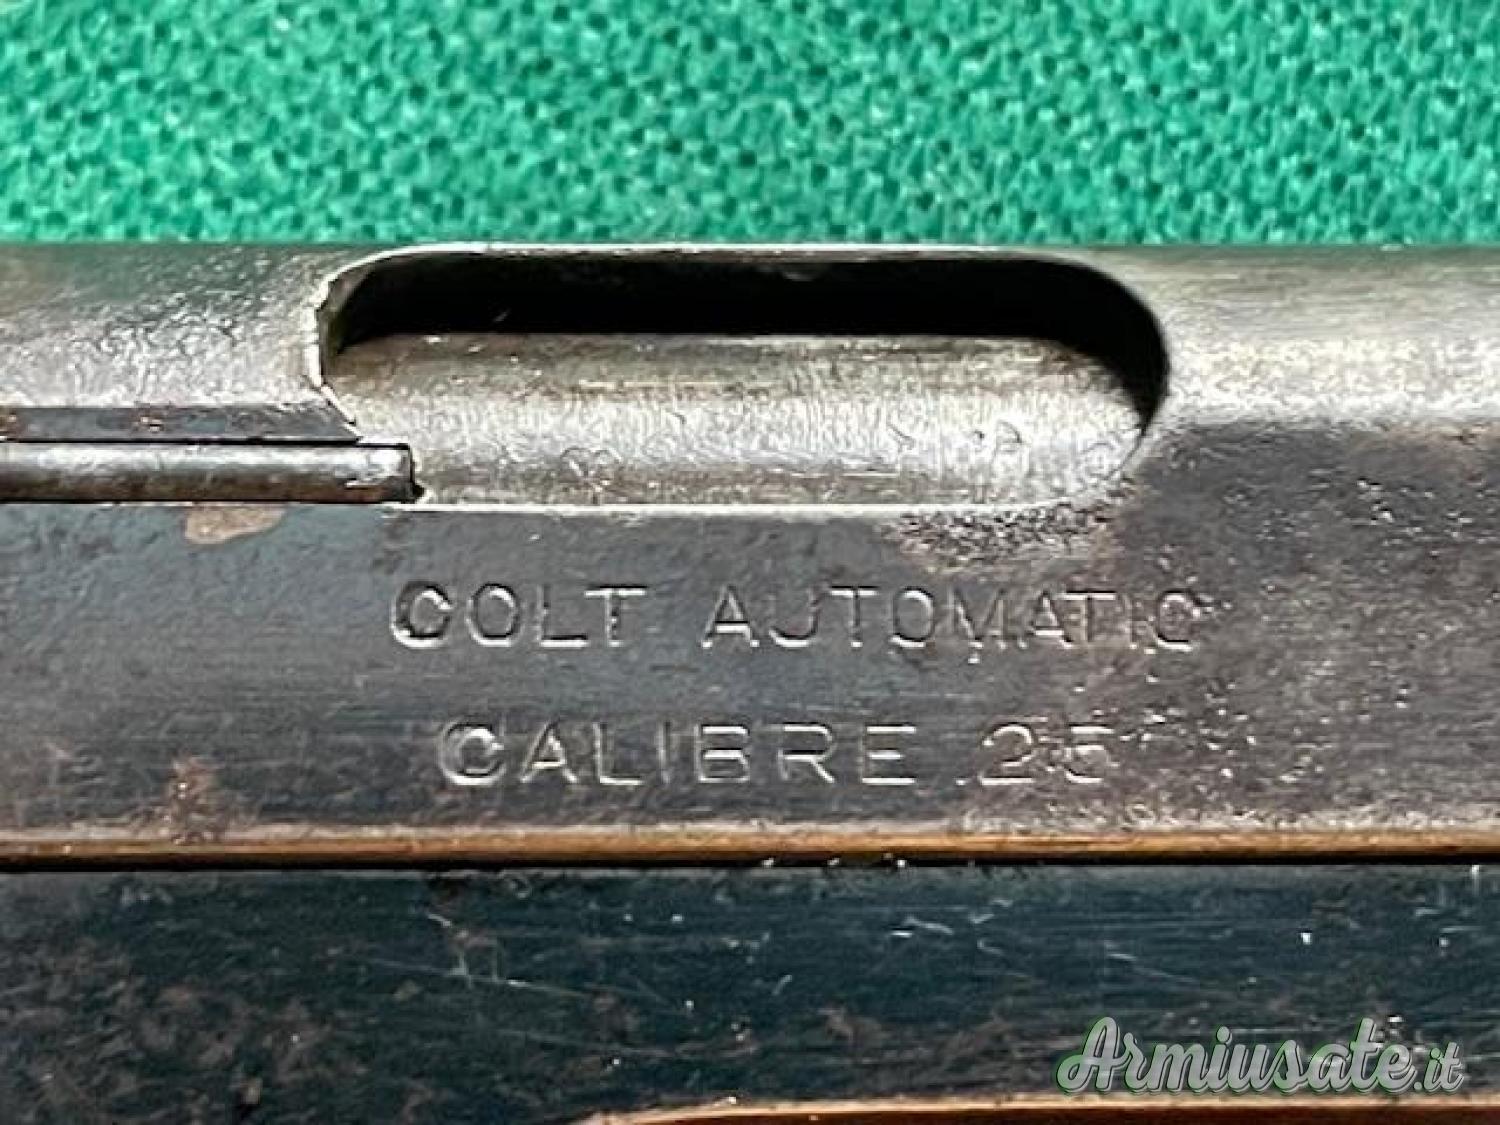 COLT AUTOMATIC
CALIBRE .25
Armiusate.it